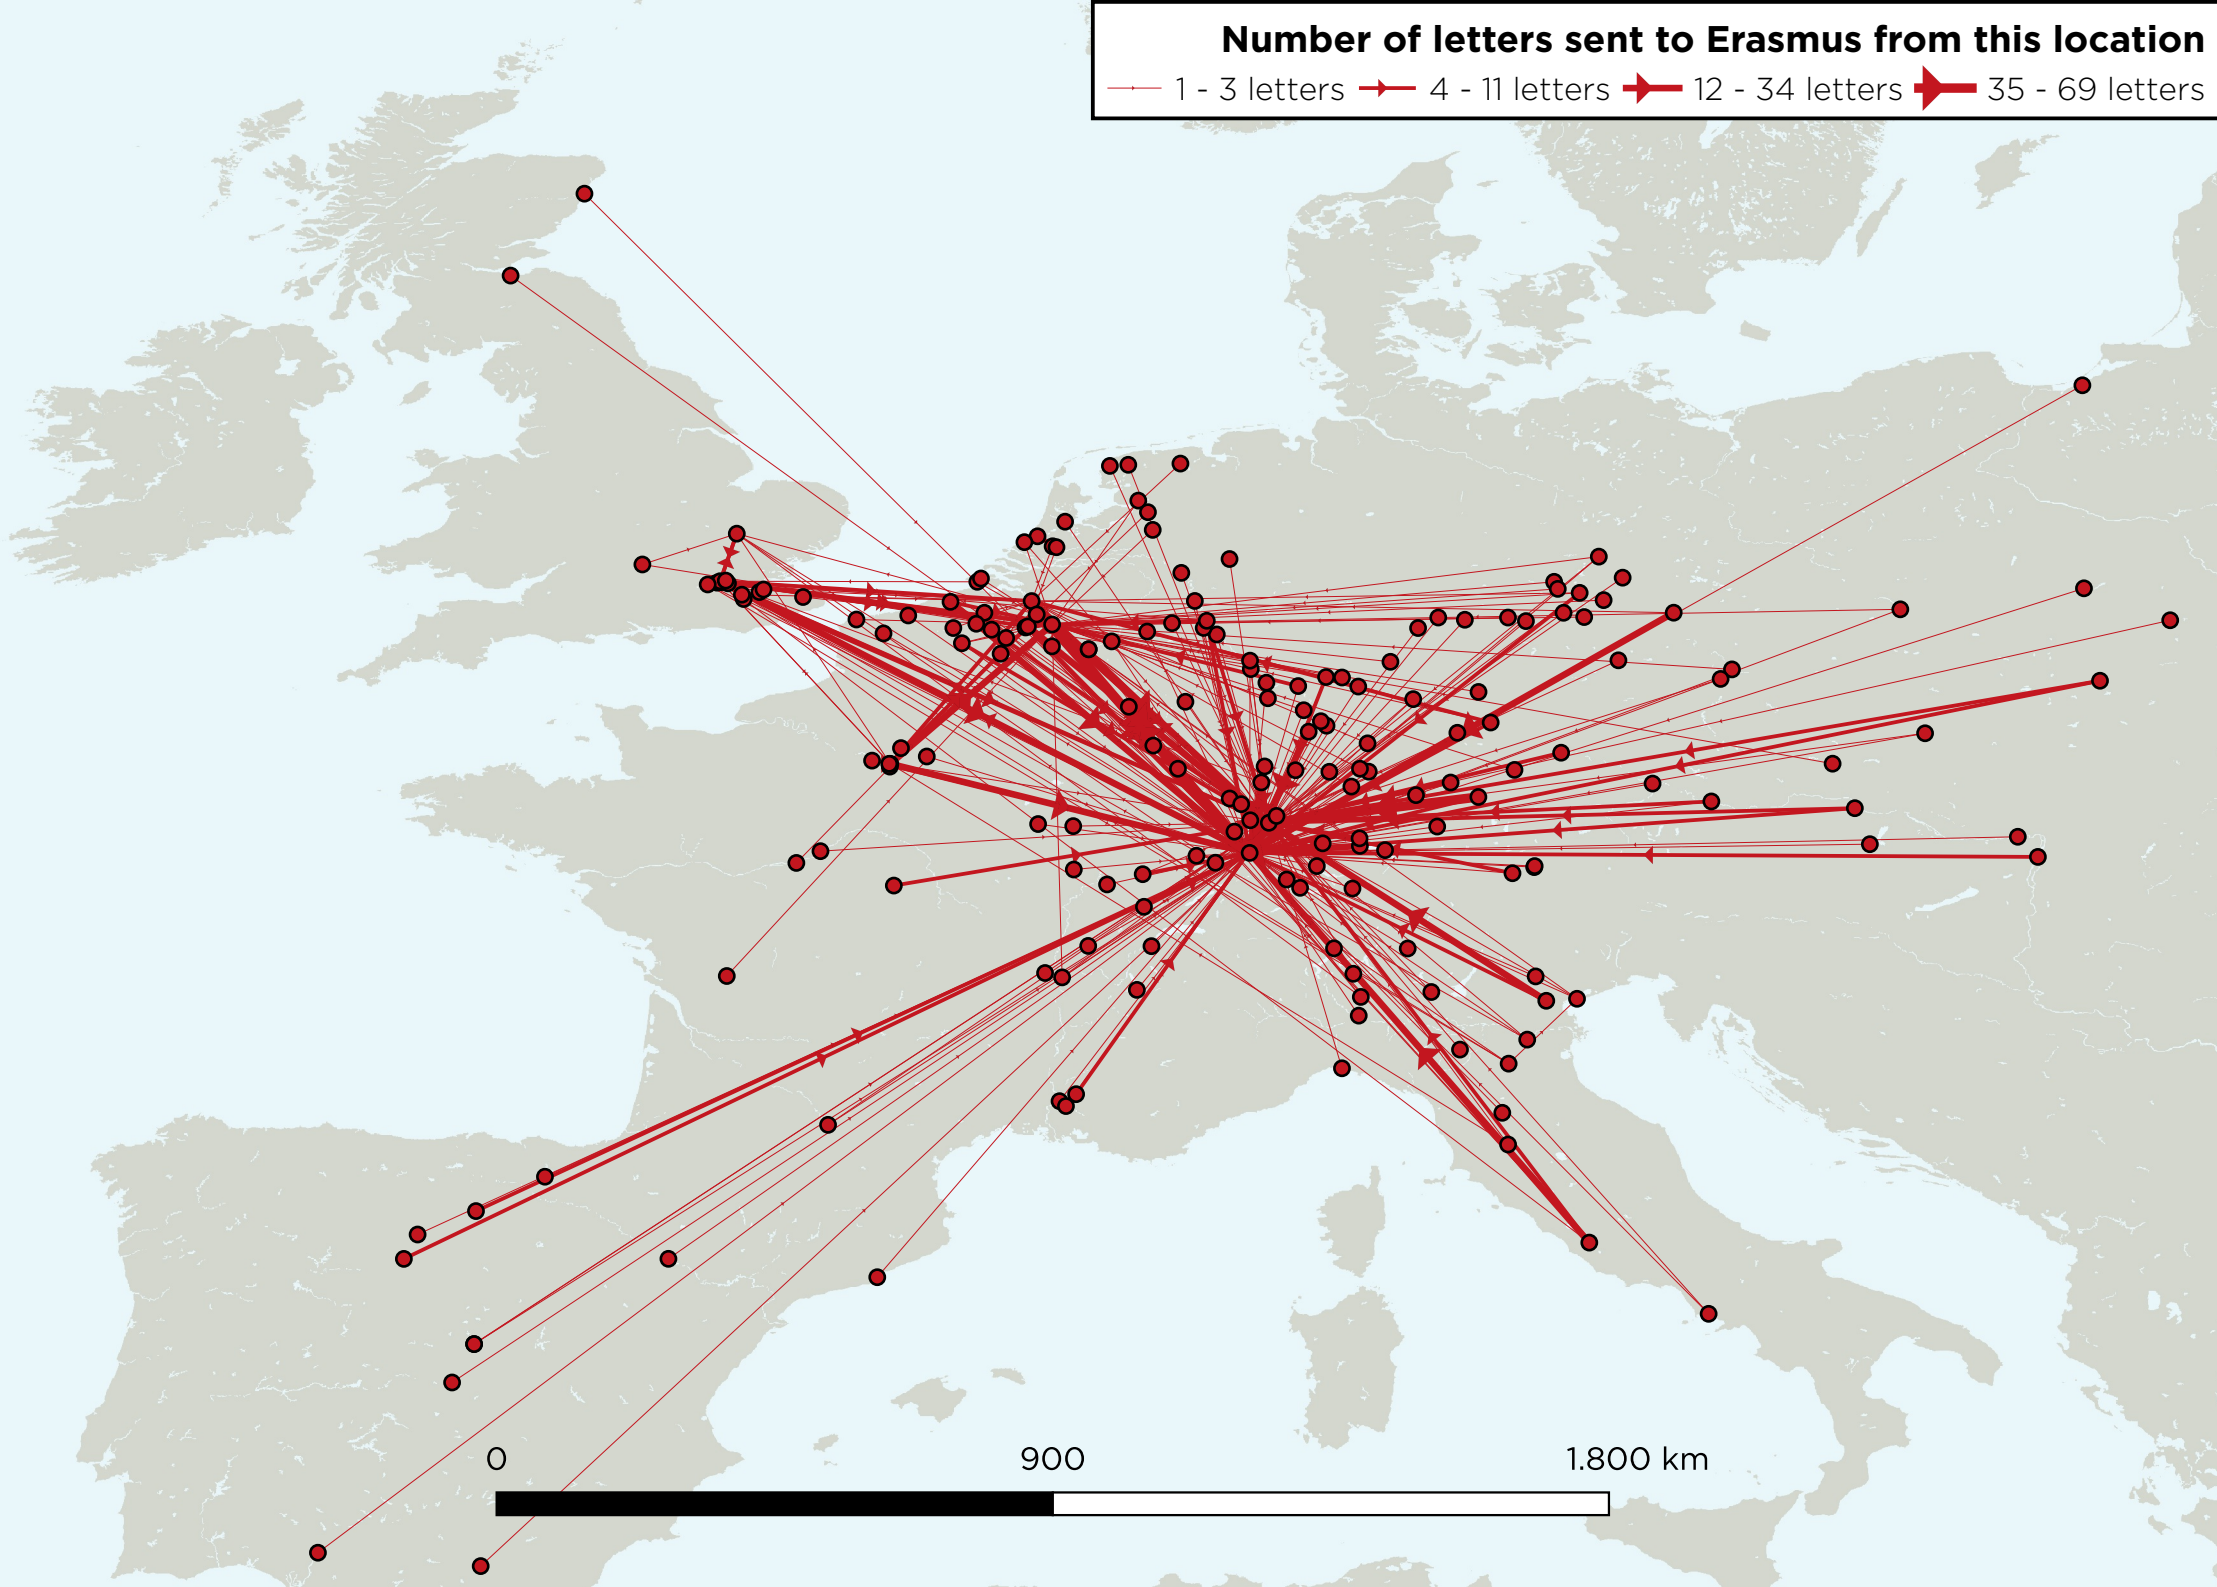 Number of letters sent to Erasmus from this location
1 - 3 letters 4 - 11 letters 12 - 34 letters 35 - 69 letters
0 900 1.800 km